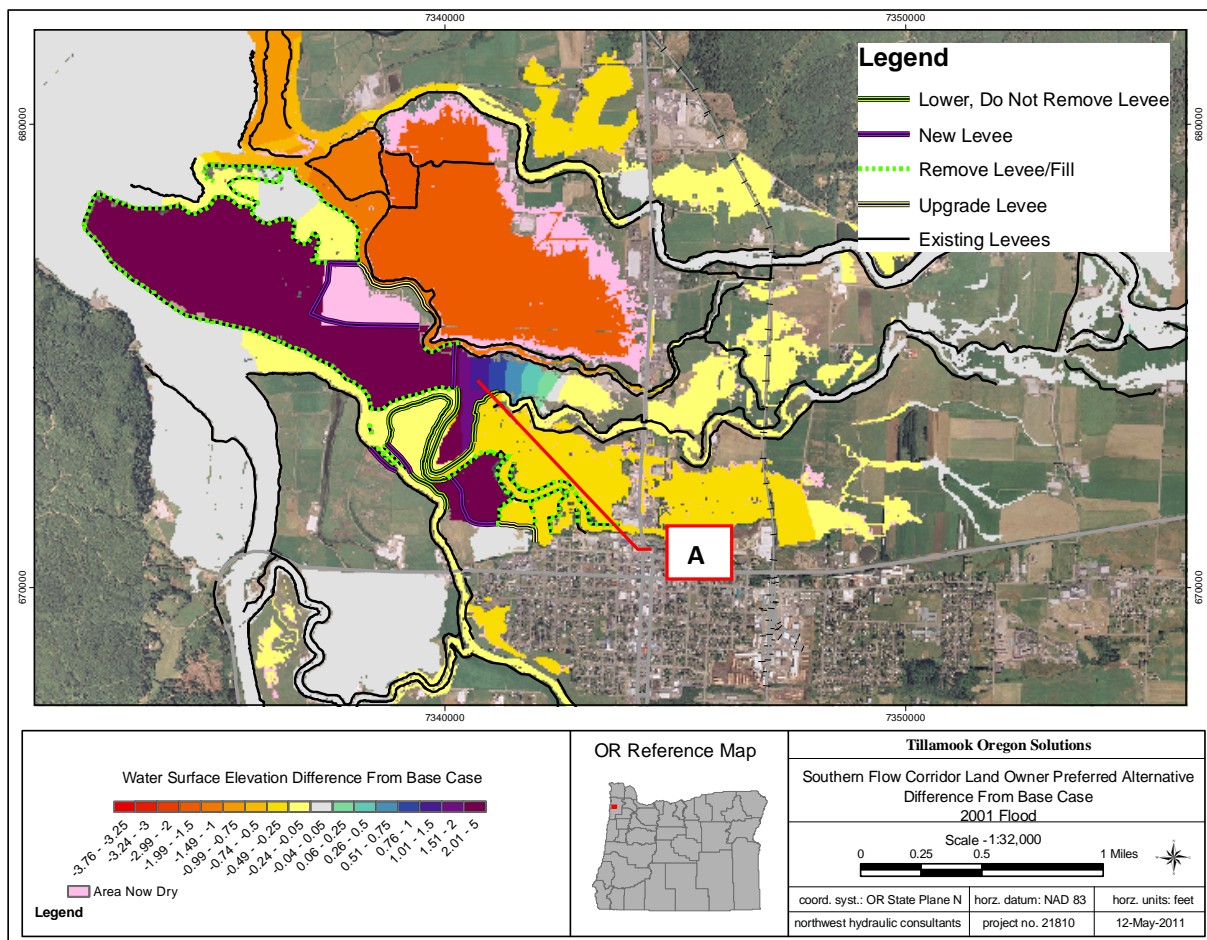 7340000
7350000
680000
680000
670000
670000
Legend
Lower, Do Not Remove Levee
New Levee
Remove Levee/Fill
Upgrade Levee
Existing Levees
A
7340000
7350000
Water Surface Elevation Difference From Base Case
-3.76 - -3.25
-3.24 - -3
-2.99 - -2
-1.99 - -1.5
-1.49 - -1
-0.99 - -0.75
-0.74 - -0.5
-0.49 - -0.25
-0.24 - -0.05
-0.04 - 0.05
0.06 - 0.25
0.26 - 0.5
0.51 - 0.75
0.76 - 1
1.01 - 1.5
1.51 - 2
2.01 - 5
Area Now Dry
Legend
OR Reference Map
Tillamook Oregon Solutions
Southern Flow Corridor Land Owner Preferred Alternative
Difference From Base Case
2001 Flood
Scale - 1:32,000
0 0.25 0.5 1 Miles
coord. syst.: OR State Plane N horz. datum: NAD 83 horz. units: feet
northwest hydraulic consultants project no. 21810 12-May-2011